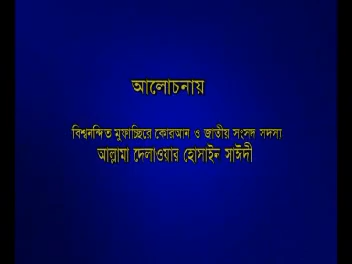 আলোচনায়
বিশ্বনন্দিত মুফাচ্ছিরে কোরআন ও জাতীয় সংসদ সদস্য
আল্লামা দেলাওয়ার হোসাইন সাঈদী